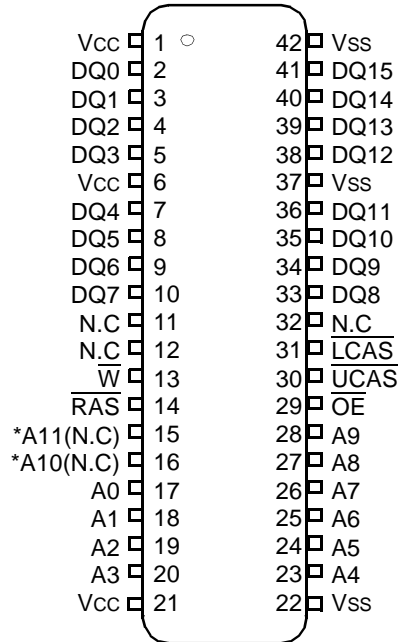 Vcc 1 42 Vss
DQ0 2 41 DQ15
DQ1 3 40 DQ14
DQ2 4 39 DQ13
DQ3 5 38 DQ12
Vcc 6 37 Vss
DQ4 7 36 DQ11
DQ5 8 35 DQ10
DQ6 9 34 DQ9
DQ7 10 33 DQ8
N.C 11 32 N.C
N.C 12 31 L̅C̅A̅S̅
W̅ 13 30 U̅C̅A̅S̅
R̅A̅S̅ 14 29 O̅E̅
*A11(N.C) 15 28 A9
*A10(N.C) 16 27 A8
A0 17 26 A7
A1 18 25 A6
A2 19 24 A5
A3 20 23 A4
Vcc 21 22 Vss